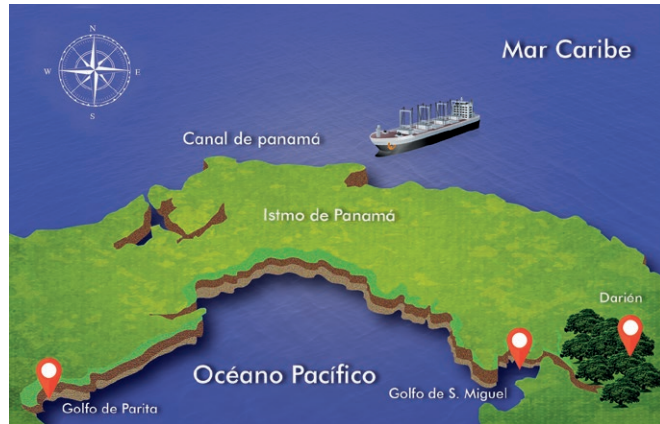 Mar Caribe
N
W E
S
Canal de panamá
Istmo de Panamá
Darién
Océano Pacífico
Golfo de S. Miguel
Golfo de Parita